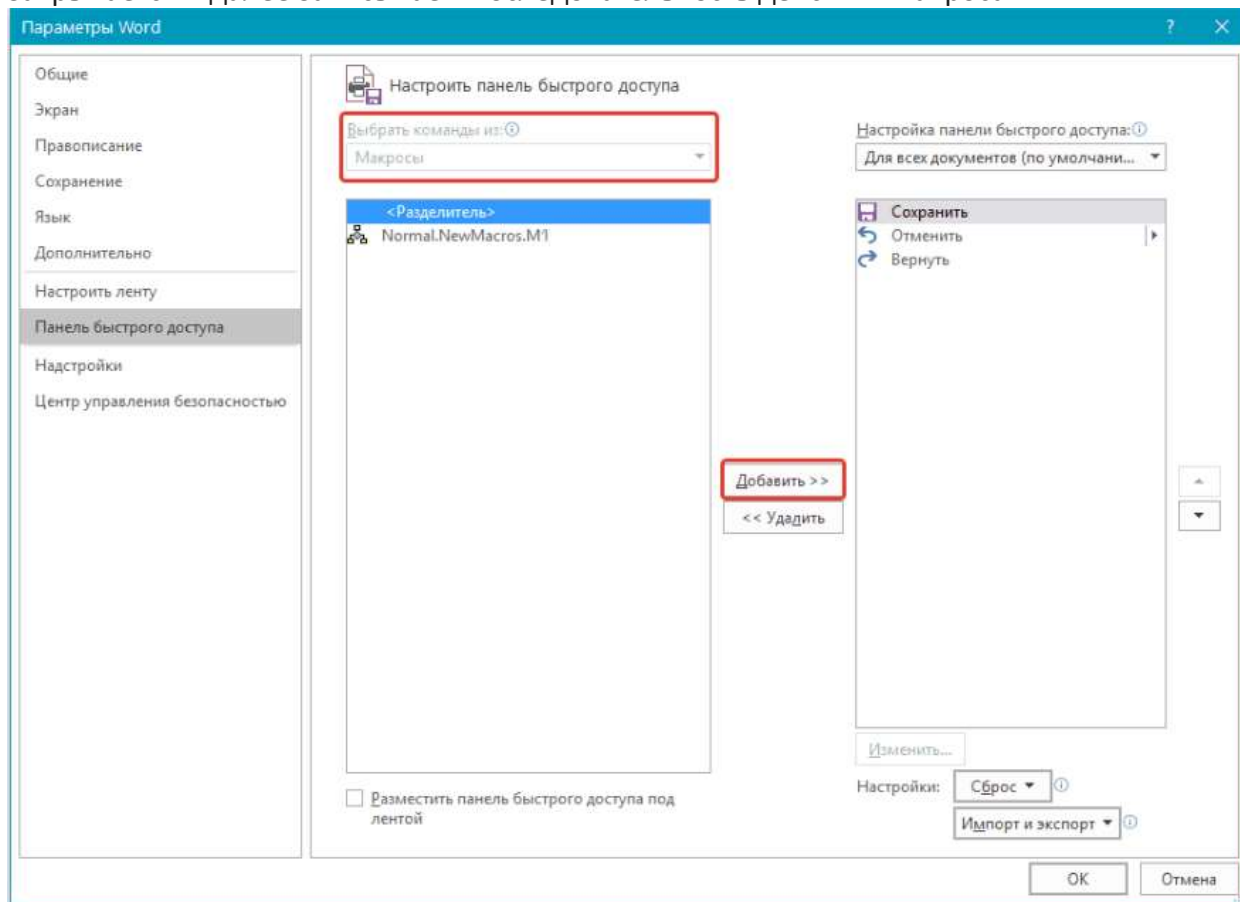 Параметры Word
?
Общие
Экран
Правописание
Сохранение
Язык
Дополнительно
Настроить ленту
Панель быстрого доступа
Надстройки
Центр управления безопасностью
Настроить панель быстрого доступа
Выбрать команды из:
Макросы
<Разделитель>
Normal.NewMacros.M1
Разместить панель быстрого доступа под
лентой
Добавить >>
<< Удалить
Настройка панели быстрого доступа:
Для всех документов (по умолчани...
Сохранить
Отменить
Вернуть
Изменить...
Настройки:
Сброс
Импорт и экспорт
ОК
Отмена